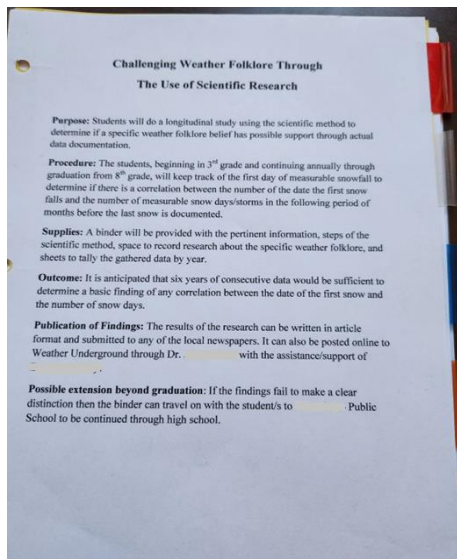 Challenging Weather Folklore Through
The Use of Scientific Research
Purpose: Students will do a longitudinal study using the scientific method to
determine if a specific weather folklore belief has possible support through actual
data documentation.
Procedure: The students, beginning in 3rd grade and continuing annually through
graduation from 8th grade, will keep track of the first day of measurable snowfall to
determine if there is a correlation between the number of the date the first snow
falls and the number of measurable snow days/storms in the following period of
months before the last snow is documented.
Supplies: A binder will be provided with the pertinent information, steps of the
scientific method, space to record research about the specific weather folklore, and
sheets to tally the gathered data by year.
Outcome: It is anticipated that six years of consecutive data would be sufficient to
determine a basic finding of any correlation between the date of the first snow and
the number of snow days.
Publication of Findings: The results of the research can be written in article
format and submitted to any of the local newspapers. It can also be posted online to
Weather Underground through Dr. with the assistance/support of
.
Possible extension beyond graduation: If the findings fail to make a clear
distinction then the binder can travel on with the student/s to Public
School to be continued through high school.